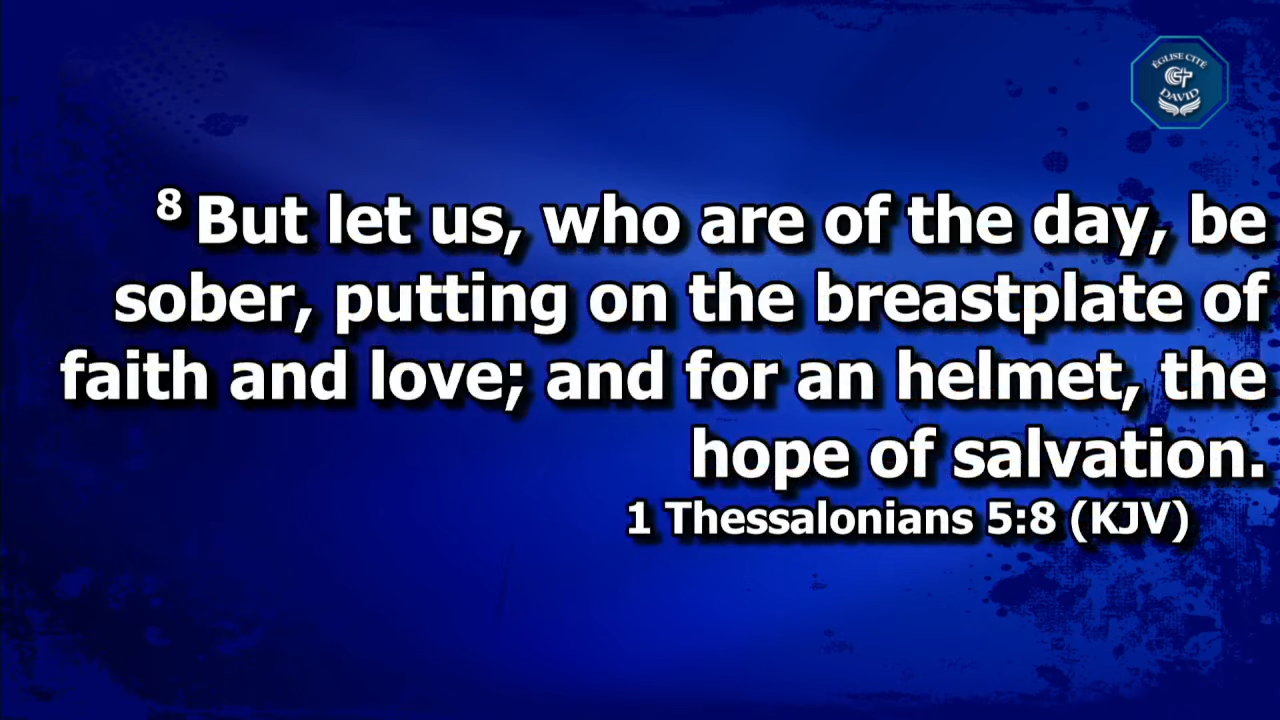 ÉGLISE CITÉ
DAVID
8 But let us, who are of the day, be
sober, putting on the breastplate of
faith and love; and for an helmet, the
hope of salvation.
1 Thessalonians 5:8 (KJV)